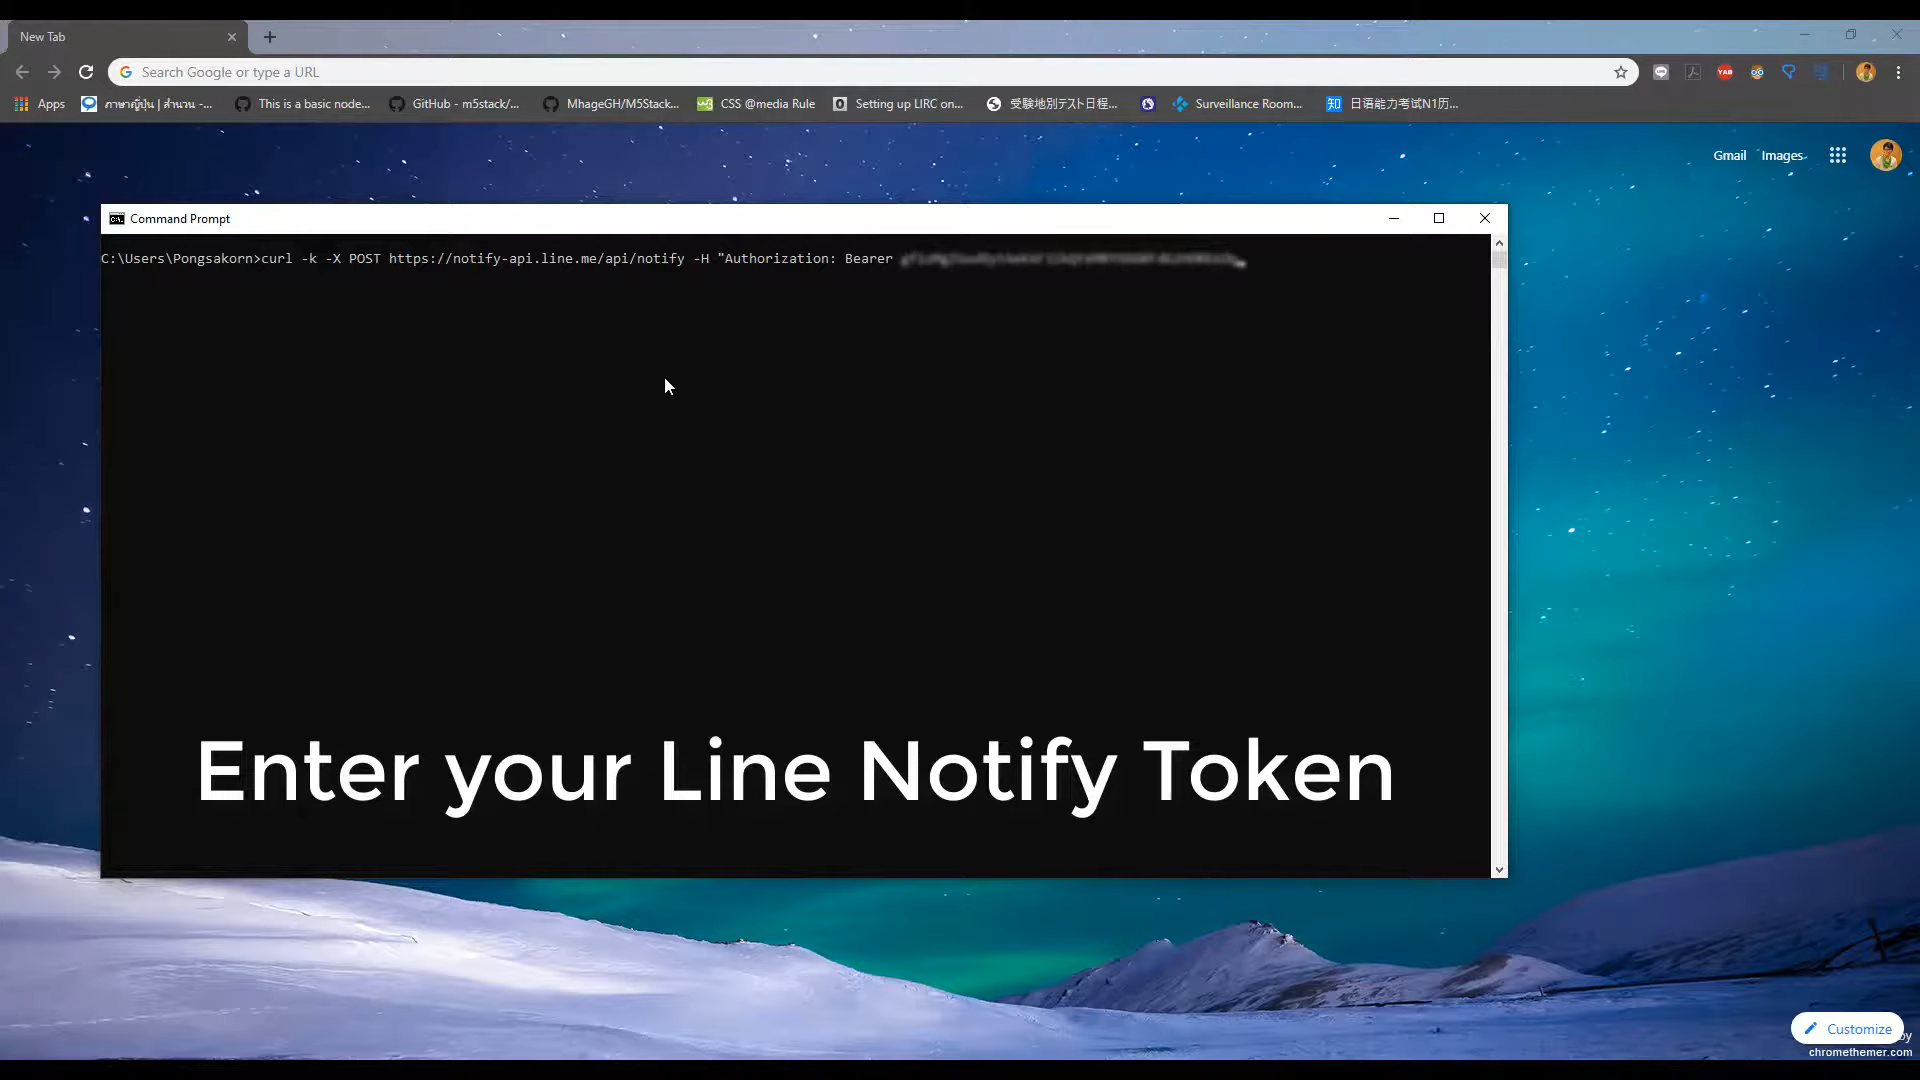 New Tab
Search Google or type a URL
Apps
ภาษาญี่ปุ่น | สำนวน -...
This is a basic node...
GitHub - m5stack/...
MhageGH/M5Stack...
CSS @media Rule
Setting up LIRC on...
受験地別テスト日程...
Surveillance Room...
知 日语能力考试N1历...
Gmail Images
Command Prompt
C:\Users\Pongsakorn>curl -k -X POST https://notify-api.line.me/api/notify -H "Authorization: Bearer
Enter your Line Notify Token
Customize
by
chromethemer.com